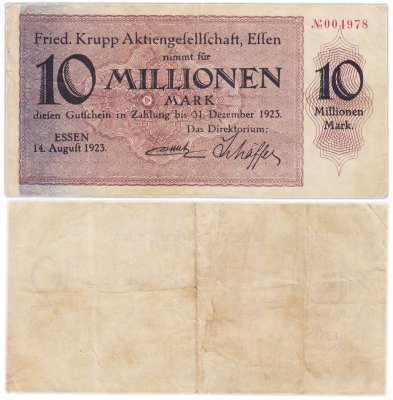 Fried. Krupp Aktiengesellschaft, Essen
№004978
nimmt für
10 MILLIONEN
MARK
diesen Gutschein in Zahlung bis 31. Dezember 1923.
ESSEN
14. August 1923.
Das Direktorium:
Schäffer
10
Millionen
Mark.